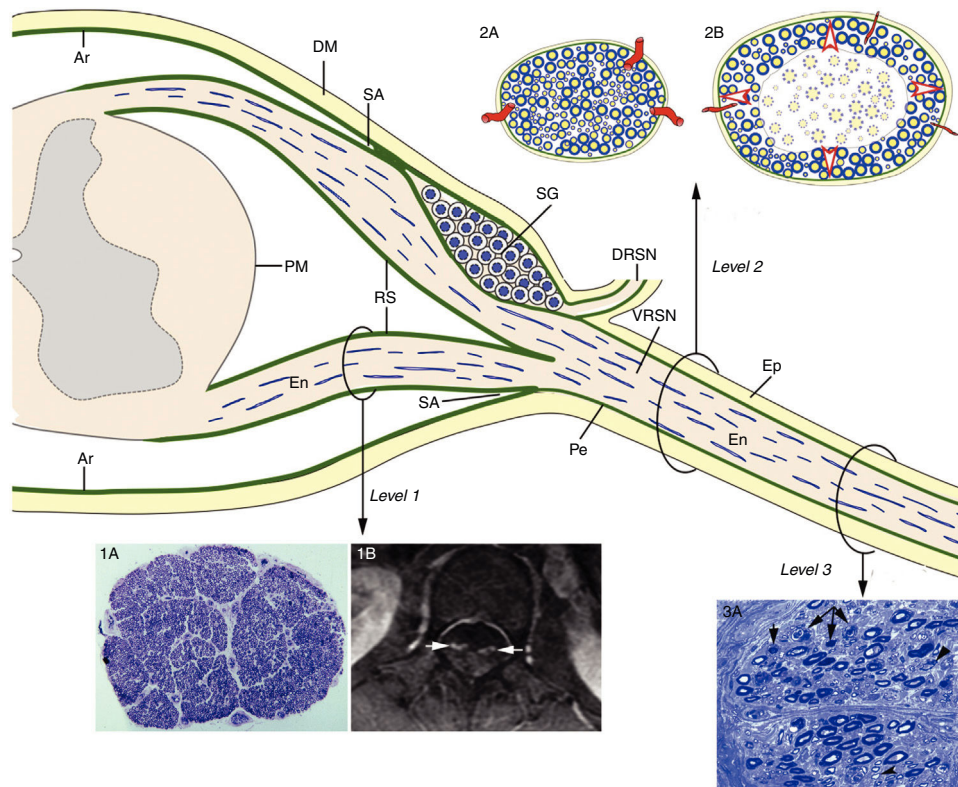 Ar
DM
2A
2B
SA
SG
DRSN
Level 2
PM
RS
VRSN
En
Ep
SA
Pe
En
Ar
Level 1
Level 3
1A
1B
3A